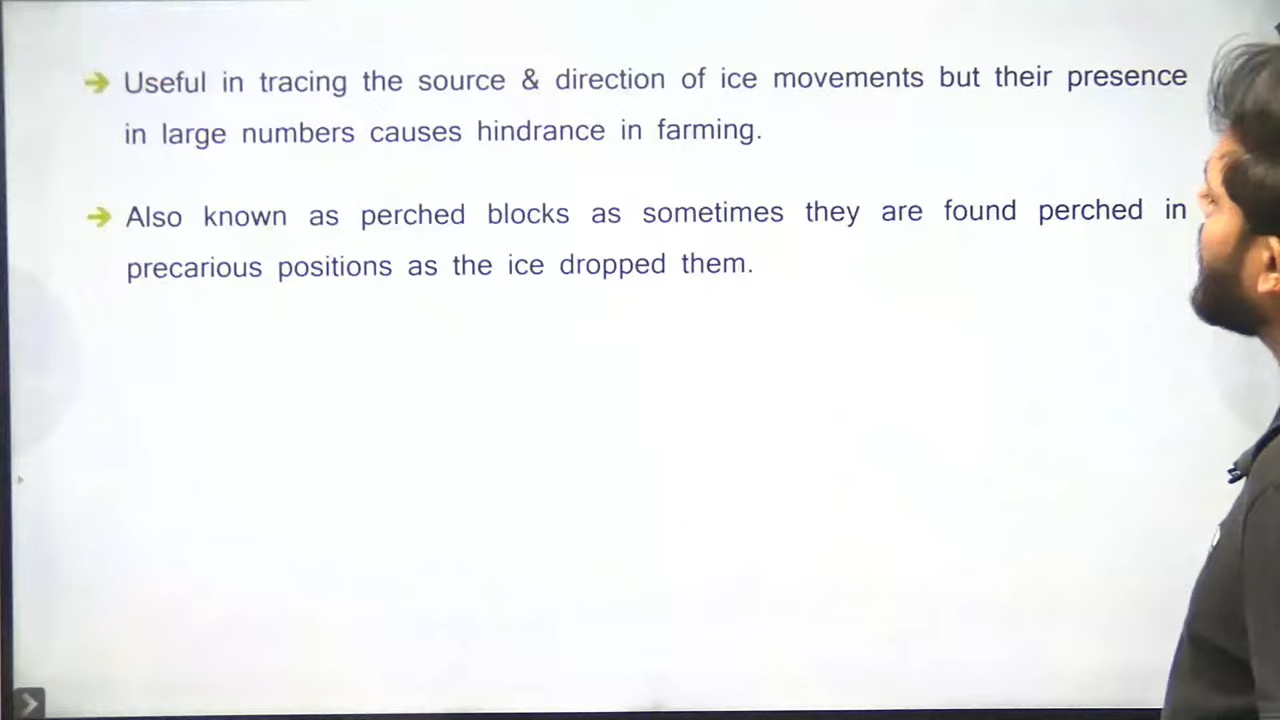 Useful in tracing the source & direction of ice movements but their presence
in large numbers causes hindrance in farming.
Also known as perched blocks as sometimes they are found perched in
precarious positions as the ice dropped them.